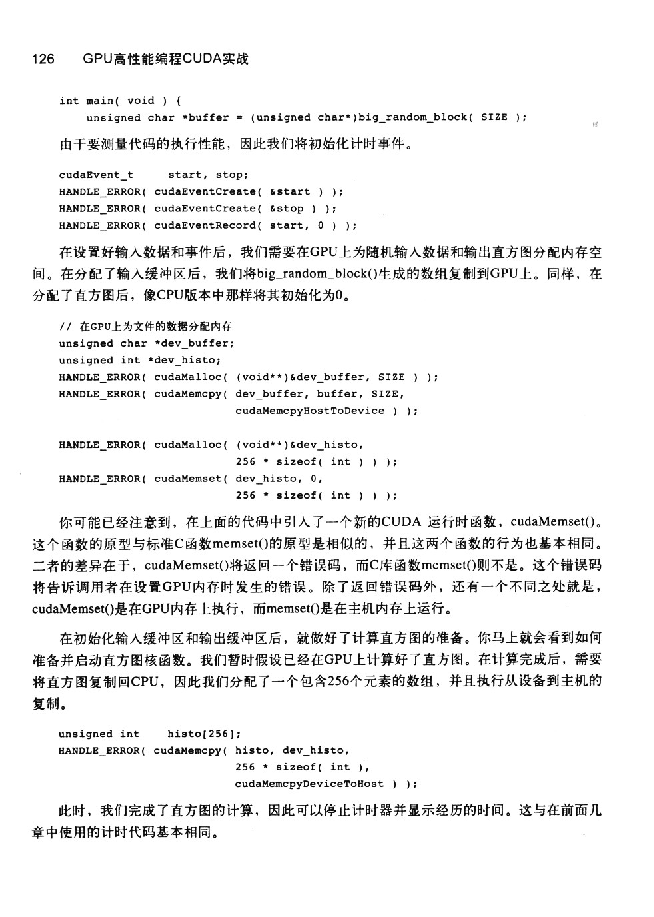 126 GPU高性能编程CUDA实战
int main( void ) {
unsigned char *buffer = (unsigned char*)big_random_block( SIZE );
由于要测量代码的执行性能，因此我们将初始化计时事件。
cudaEvent_t start, stop;
HANDLE_ERROR( cudaEventCreate( &start ) );
HANDLE_ERROR( cudaEventCreate( &stop ) );
HANDLE_ERROR( cudaEventRecord( start, 0 ) );
在设置好输入数据和事件后，我们需要在GPU上为随机输入数据和输出直方图分配内存空
间。在分配了输入缓冲区后，我们将big_random_block()生成的数组复制到GPU上。同样，在
分配了直方图后，像CPU版本中那样将其初始化为0。
// 在GPU上为文件的数据分配内存
unsigned char *dev_buffer;
unsigned int *dev_histo;
HANDLE_ERROR( cudaMalloc( (void**)&dev_buffer, SIZE ) );
HANDLE_ERROR( cudaMemcpy( dev_buffer, buffer, SIZE,
cudaMemcpyHostToDevice ) );
HANDLE_ERROR( cudaMalloc( (void**)&dev_histo,
256 * sizeof( int ) ) );
HANDLE_ERROR( cudaMemset( dev_histo, 0,
256 * sizeof( int ) ) );
你可能已经注意到，在上面的代码中引入了一个新的CUDA 运行时函数，cudaMemset()。
这个函数的原型与标准C函数memset()的原型是相似的，并且这两个函数的行为也基本相同。
二者的差异在于，cudaMemset()将返回一个错误码，而C库函数memset()则不是。这个错误码
将告诉调用者在设置GPU内存时发生的错误。除了返回错误码外，还有一个不同之处就是，
cudaMemset()是在GPU内存上执行，而memset()是在主机内存上运行。
在初始化输入缓冲区和输出缓冲区后，就做好了计算直方图的准备。你马上就会看到如何
准备并启动直方图核函数。我们暂时假设已经在GPU上计算好了直方图。在计算完成后，需要
将直方图复制回CPU，因此我们分配了一个包含256个元素的数组，并且执行从设备到主机的
复制。
unsigned int histo[256];
HANDLE_ERROR( cudaMemcpy( histo, dev_histo,
256 * sizeof( int ),
cudaMemcpyDeviceToHost ) );
此时，我们完成了直方图的计算，因此可以停止计时器并显示经历的时间。这与在前面几
章中使用的计时代码基本相同。